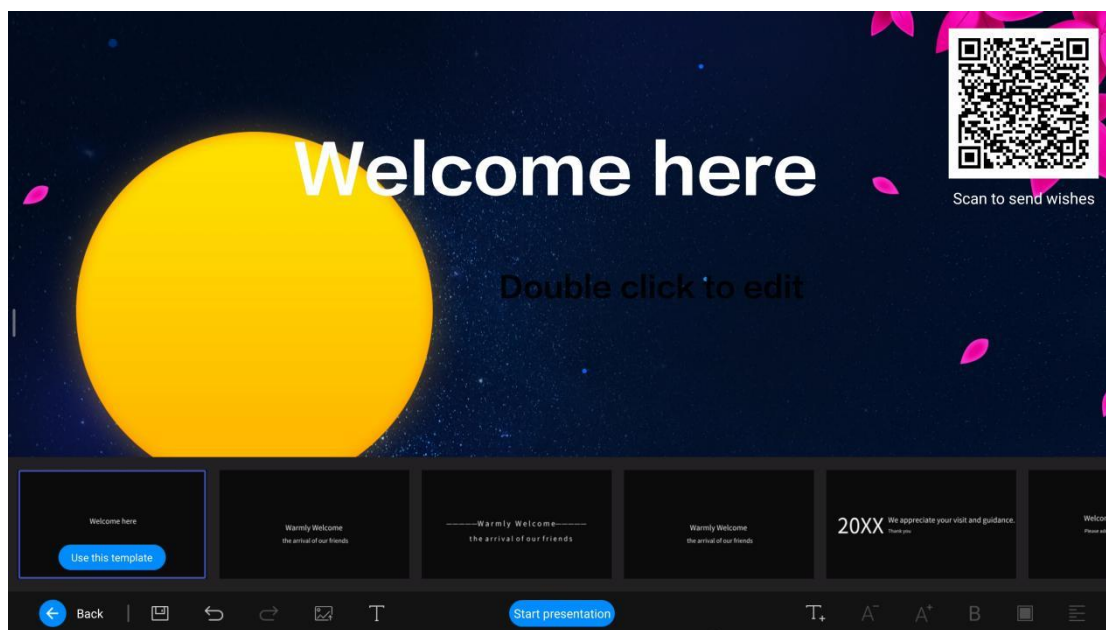 Welcome here
Scan to send wishes
Double click to edit
Welcome here
Use this template
Warmly Welcome
the arrival of our friends
—————Warmly Welcome—————
the arrival of our friends
Warmly Welcome
the arrival of our friends
20XX We appreciate your visit and guidance.
Thank you
Welcom
Please
Back
T
Start presentation
T+
A-
A+
B